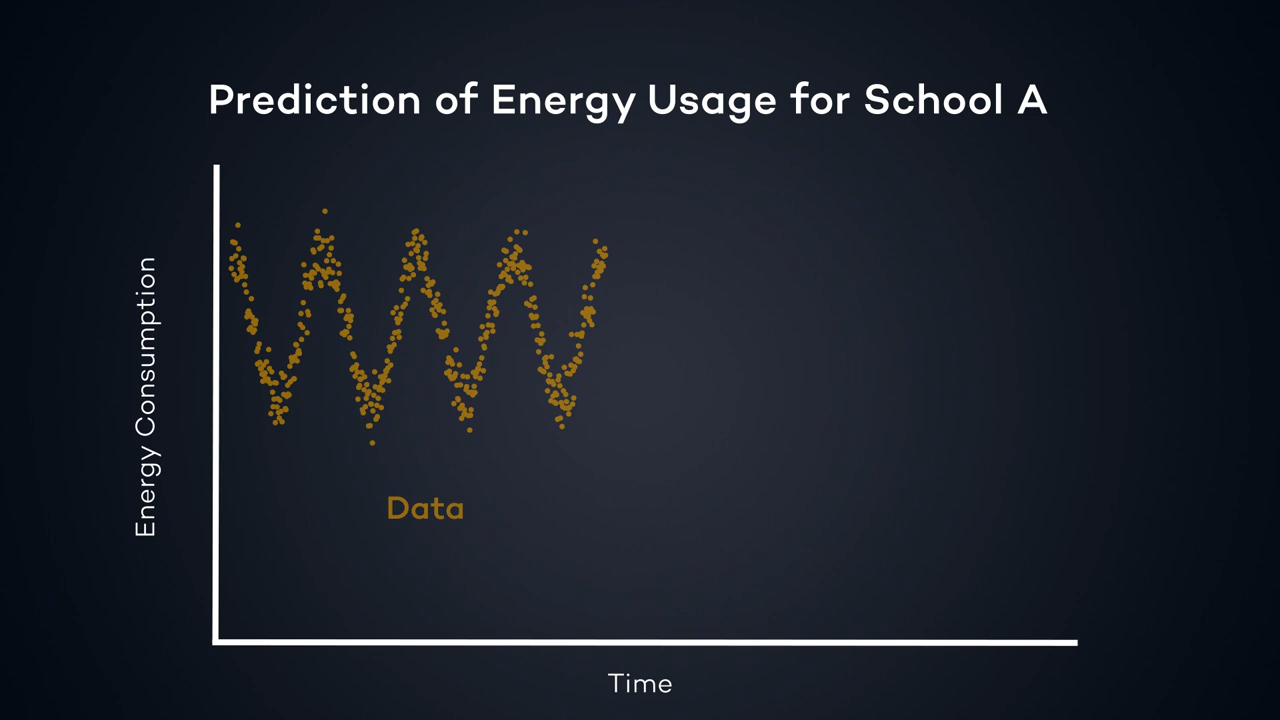 Prediction of Energy Usage for School A
Energy Consumption
Data
Time